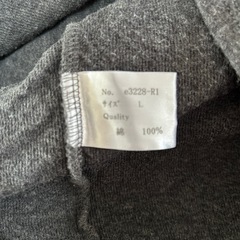 No. e3228-R1
ｻｲｽﾞ L
Quality
綿 100%